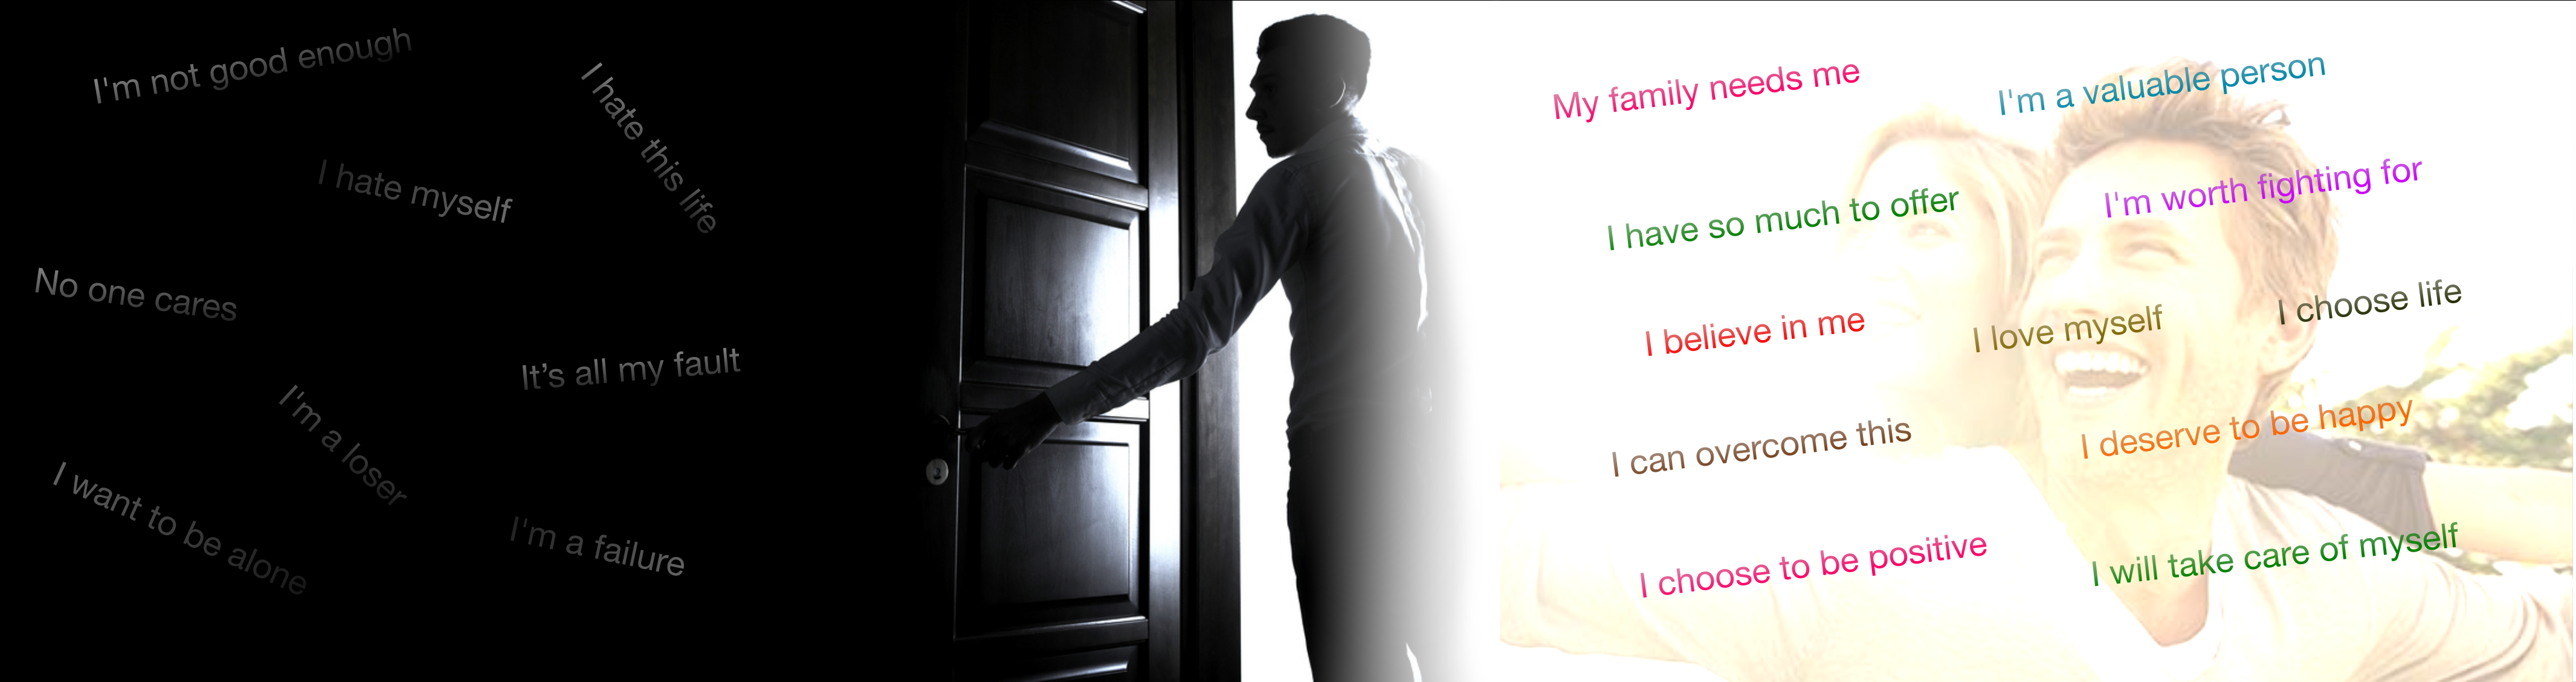 I'm not good enough
I hate this life
I hate myself
No one cares
It’s all my fault
I'm a loser
I want to be alone
I'm a failure
My family needs me
I'm a valuable person
I have so much to offer
I'm worth fighting for
I believe in me
I love myself
I choose life
I can overcome this
I deserve to be happy
I choose to be positive
I will take care of myself